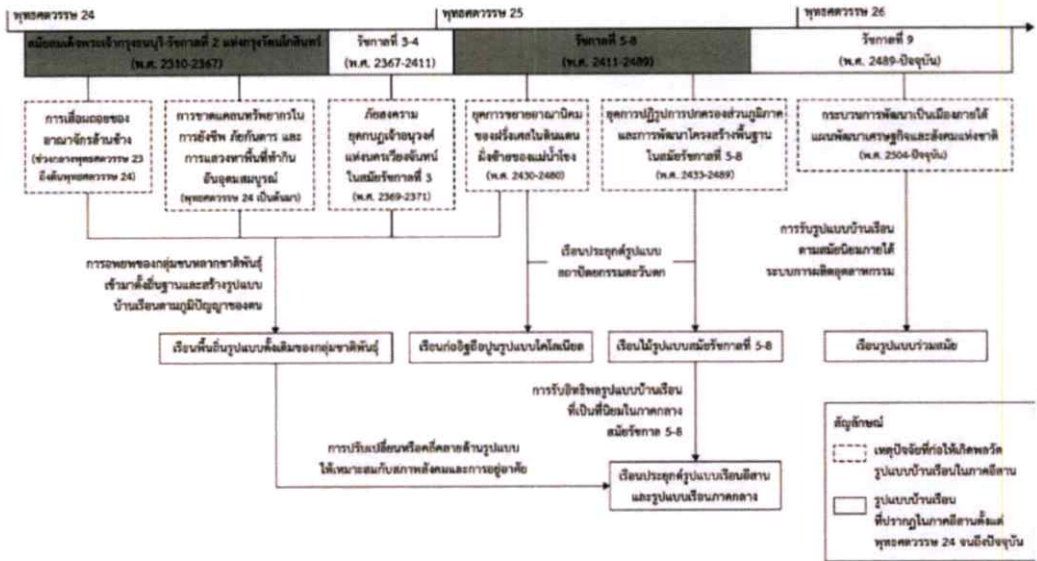 พุทธศตวรรษ 24
พุทธศตวรรษ 25
พุทธศตวรรษ 26
สมัยสมเด็จพระเจ้ากรุงธนบุรี-รัชกาลที่ 2 แห่งกรุงรัตนโกสินทร์
(พ.ศ. 2310-2367)
รัชกาลที่ 3-4
(พ.ศ. 2367-2411)
รัชกาลที่ 5-8
(พ.ศ. 2411-2489)
รัชกาลที่ 9
(พ.ศ. 2489-ปัจจุบัน)
การเสื่อมถอยของ
อาณาจักรล้านช้าง
(ช่วงกลางพุทธศตวรรษ 23
ถึงต้นพุทธศตวรรษ 24)
การขาดแคลนทรัพยากรใน
การยังชีพ ภัยกันดาร และ
การแสวงหาพื้นที่ทำกิน
อันอุดมสมบูรณ์
(พุทธศตวรรษ 24 เป็นต้นมา)
ภัยสงคราม
ยุคกบฏเจ้าอนุวงศ์
แห่งนครเวียงจันทน์
ในสมัยรัชกาลที่ 3
(พ.ศ. 2369-2371)
ยุคการขยายอาณานิคม
ของฝรั่งเศสในดินแดน
ฝั่งซ้ายของแม่น้ำโขง
(พ.ศ. 2430-2480)
ยุคการปฏิรูปการปกครองส่วนภูมิภาค
และการพัฒนาโครงสร้างพื้นฐาน
ในสมัยรัชกาลที่ 5-8
(พ.ศ. 2433-2489)
กระบวนการพัฒนาเป็นเมืองภายใต้
แผนพัฒนาเศรษฐกิจและสังคมแห่งชาติ
(พ.ศ. 2504-ปัจจุบัน)
การอพยพของกลุ่มชนหลากชาติพันธุ์
เข้ามาตั้งถิ่นฐานและสร้างรูปแบบ
บ้านเรือนตามภูมิปัญญาของตน
เรือนประยุกต์รูปแบบ
สถาปัตยกรรมตะวันตก
การรับรูปแบบบ้านเรือน
ตามสมัยนิยมภายใต้
ระบบการผลิตอุตสาหกรรม
เรือนพื้นถิ่นรูปแบบดั้งเดิมของกลุ่มชาติพันธุ์
เรือนก่ออิฐถือปูนรูปแบบโคโลเนียล
เรือนไม้รูปแบบสมัยรัชกาลที่ 5-8
เรือนรูปแบบร่วมสมัย
การรับอิทธิพลรูปแบบบ้านเรือน
ที่เป็นที่นิยมในภาคกลาง
สมัยรัชกาล 5-8
การปรับเปลี่ยนหรือคลี่คลายด้านรูปแบบ
ให้เหมาะสมกับสภาพสังคมและการอยู่อาศัย
เรือนประยุกต์รูปแบบเรือนอีสาน
และรูปแบบเรือนภาคกลาง
สัญลักษณ์
เหตุปัจจัยที่ก่อให้เกิดพลวัต
รูปแบบบ้านเรือนในภาคอีสาน
รูปแบบบ้านเรือน
ที่ปรากฏในภาคอีสานตั้งแต่
พุทธศตวรรษ 24 จนถึงปัจจุบัน